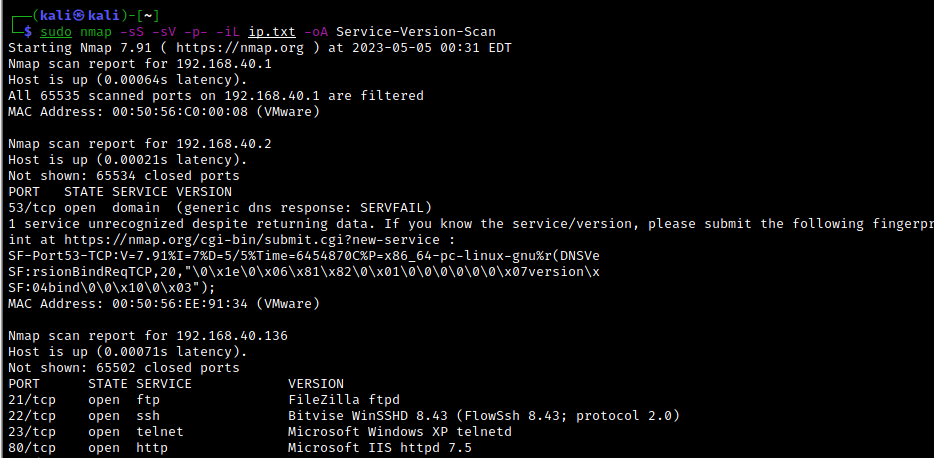 ┌──(kali㉿kali)-[~]
└─$ sudo nmap -sS -sV -p- -iL ip.txt -oA Service-Version-Scan
Starting Nmap 7.91 ( https://nmap.org ) at 2023-05-05 00:31 EDT
Nmap scan report for 192.168.40.1
Host is up (0.00064s latency).
All 65535 scanned ports on 192.168.40.1 are filtered
MAC Address: 00:50:56:C0:00:08 (VMware)

Nmap scan report for 192.168.40.2
Host is up (0.00021s latency).
Not shown: 65534 closed ports
PORT   STATE SERVICE VERSION
53/tcp open  domain  (generic dns response: SERVFAIL)
1 service unrecognized despite returning data. If you know the service/version, please submit the following fingerpr
int at https://nmap.org/cgi-bin/submit.cgi?new-service :
SF-Port53-TCP:V=7.91%I=7%D=5/5%Time=6454870C%P=x86_64-pc-linux-gnu%r(DNSVe
SF:rsionBindReqTCP,20,"\0\x1e\0\x06\x81\x82\0\x01\0\0\0\0\0\0\x07version\x
SF:04bind\0\0\x10\0\x03");
MAC Address: 00:50:56:EE:91:34 (VMware)

Nmap scan report for 192.168.40.136
Host is up (0.00071s latency).
Not shown: 65502 closed ports
PORT      STATE SERVICE            VERSION
21/tcp    open  ftp                FileZilla ftpd
22/tcp    open  ssh                Bitvise WinSSHD 8.43 (FlowSsh 8.43; protocol 2.0)
23/tcp    open  telnet             Microsoft Windows XP telnetd
80/tcp    open  http               Microsoft IIS httpd 7.5